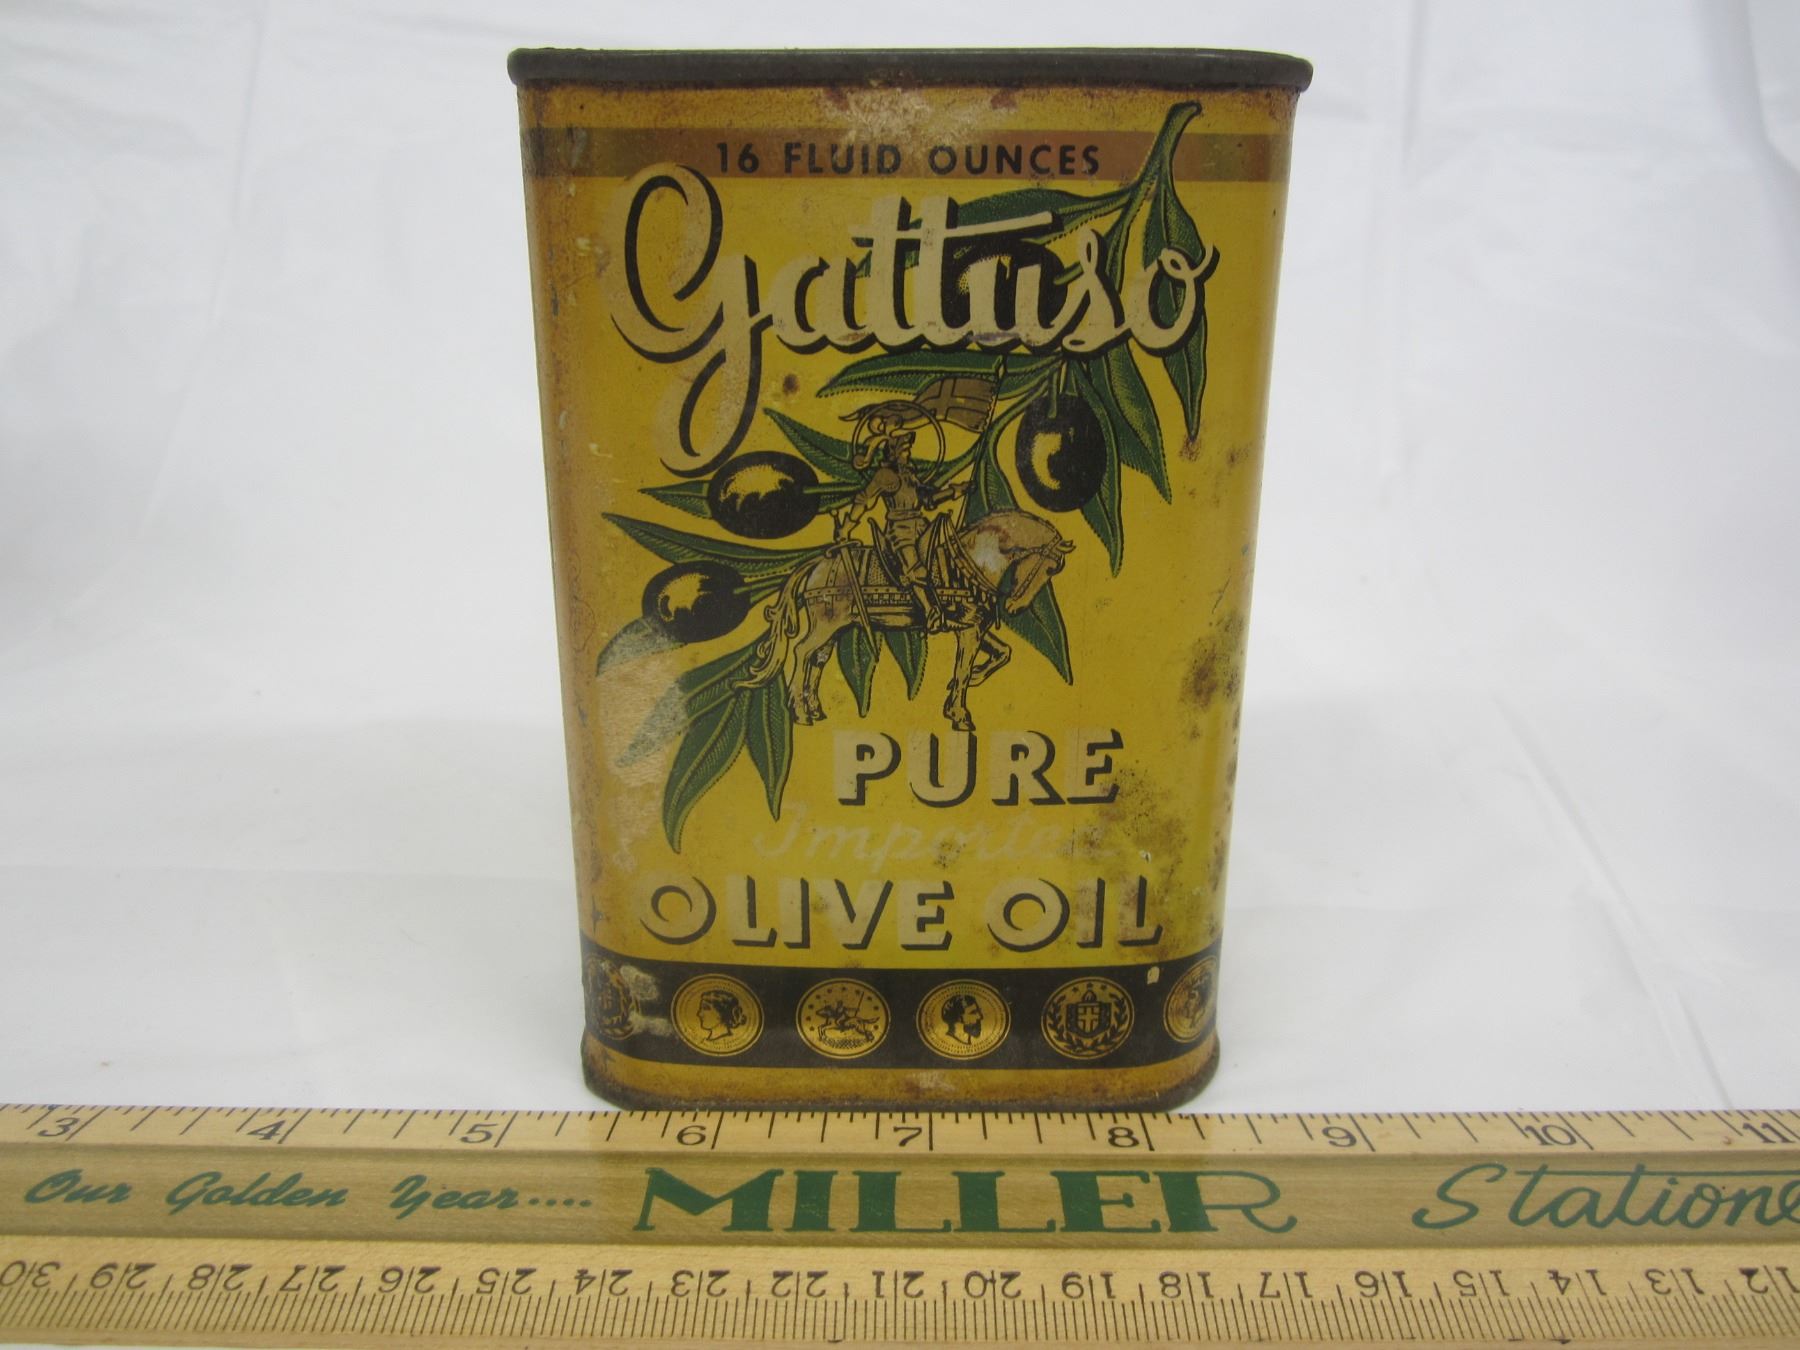 16 FLUID OUNCES
Gattuso
PURE
Imported
OLIVE OIL
3 4 5 6 7 8 9 10 11
Our Golden Year.... MILLER Statione
30 29 28 27 26 25 24 23 22 21 20 19 18 17 16 15 14 13 12